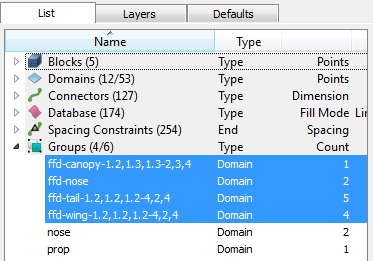 List Layers Defaults
Name Type
Blocks (5) Type Points
Domains (12/53) Type Points
Connectors (127) Type Dimension
Database (174) Type Fill Mode Lin
Spacing Constraints (254) End Spacing
Groups (4/6) Type Count
ffd-canopy-1.2,1.3,1.3-2,3,4 Domain 1
ffd-nose Domain 2
ffd-tail-1.2,1.2,1.2-4,2,4 Domain 5
ffd-wing-1.2,1.2,1.2-4,2,4 Domain 4
nose Domain 2
prop Domain 1